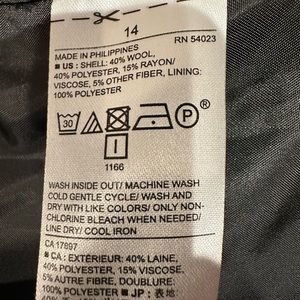 14
RN 54023
MADE IN PHILIPPINES
■ US : SHELL: 40% WOOL,
40% POLYESTER, 15% RAYON/
VISCOSE, 5% OTHER FIBER, LINING:
100% POLYESTER
30
P®
I
1166
WASH INSIDE OUT/ MACHINE WASH
COLD GENTLE CYCLE/ WASH AND
DRY WITH LIKE COLORS/ ONLY NON-
CHLORINE BLEACH WHEN NEEDED/
LINE DRY/ COOL IRON
CA 17897
■ CA : EXTÉRIEUR: 40% LAINE,
40% POLYESTER, 15% VISCOSE,
5% AUTRE FIBRE, DOUBLURE:
100% POLYESTER ■ JP : 表地